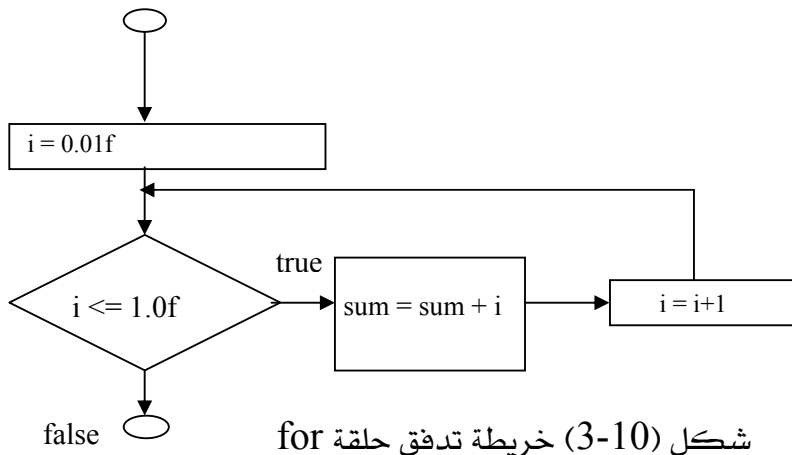 i = 0.01f
i <= 1.0f
true
sum = sum + i
i = i+1
false
شكل (10-3) خريطة تدفق حلقة for